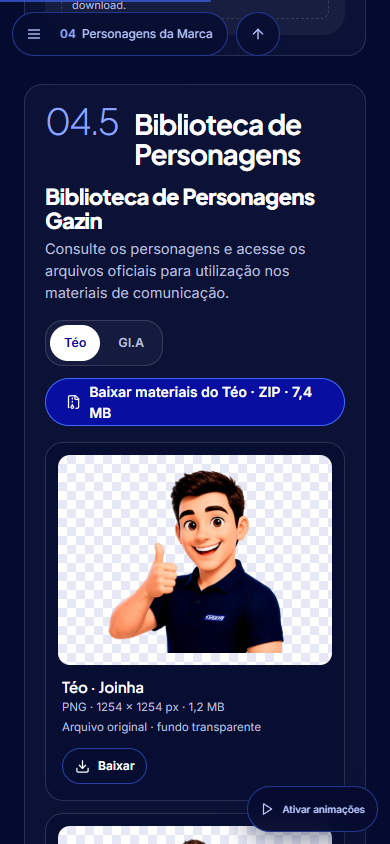 download.
04 Personagens da Marca
04.5 Biblioteca de
Personagens
Biblioteca de Personagens
Gazin
Consulte os personagens e acesse os
arquivos oficiais para utilização nos
materiais de comunicação.
Téo GI.A
Baixar materiais do Téo · ZIP · 7,4
MB
Gazin
Téo · Joinha
PNG · 1254 × 1254 px · 1,2 MB
Arquivo original · fundo transparente
Baixar
Ativar animações